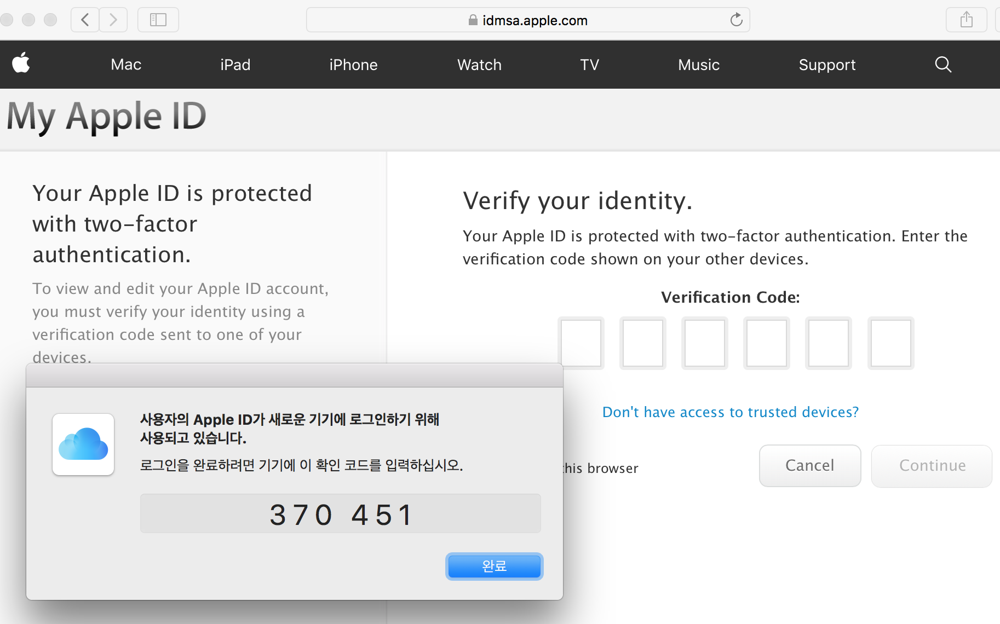 idmsa.apple.com
Mac iPad iPhone Watch TV Music Support
My Apple ID
Your Apple ID is protected
with two-factor
authentication.
To view and edit your Apple ID account,
you must verify your identity using a
verification code sent to one of your
devices.
Verify your identity.
Your Apple ID is protected with two-factor authentication. Enter the
verification code shown on your other devices.
Verification Code:
Don't have access to trusted devices?
this browser
Cancel Continue
사용자의 Apple ID가 새로운 기기에 로그인하기 위해
사용되고 있습니다.
로그인을 완료하려면 기기에 이 확인 코드를 입력하십시오.
370 451
완료